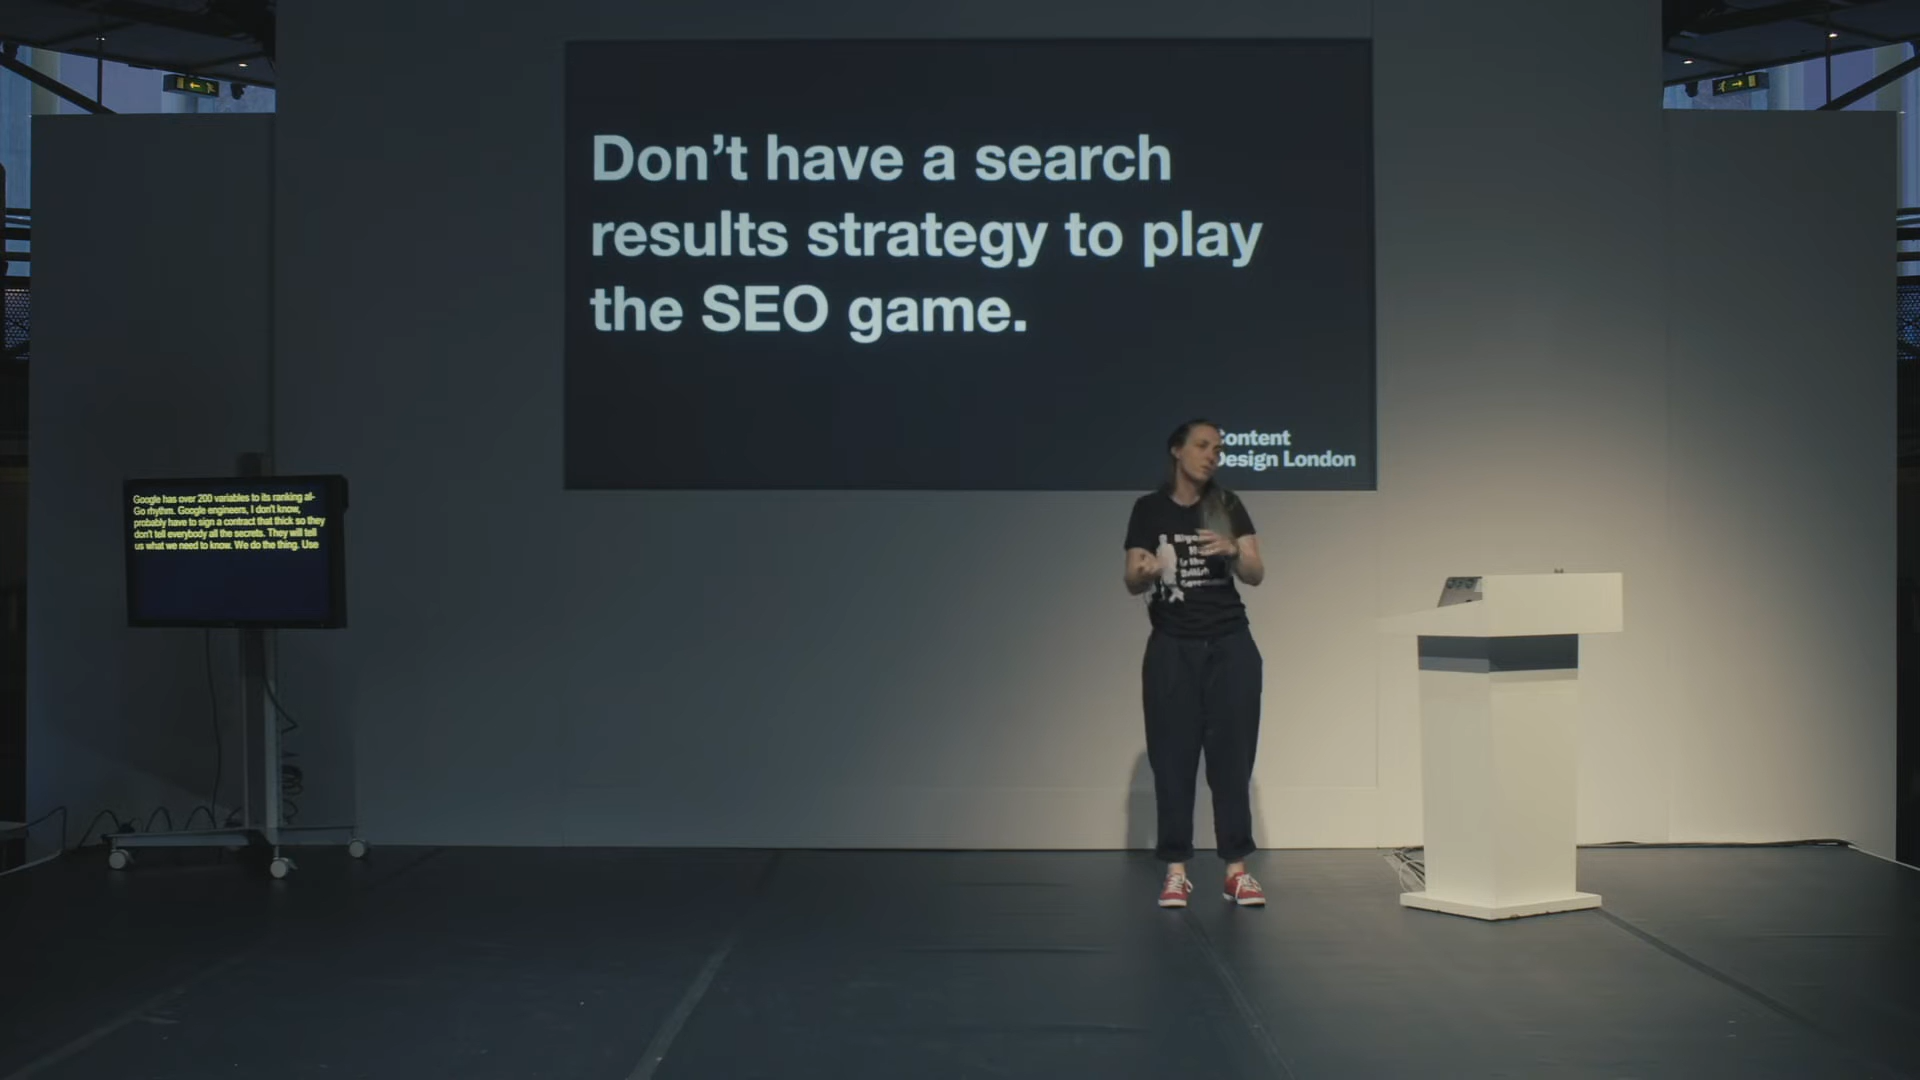 Don't have a search
results strategy to play
the SEO game.
Content
Design London
Google has over 200 variables to its ranking al-
Go rhythm. Google engineers, I don't know,
probably have to sign a contract that thick so they
don't tell everybody all the secrets. They will tell
us what we need to know. We do the thing. Use
is the
British